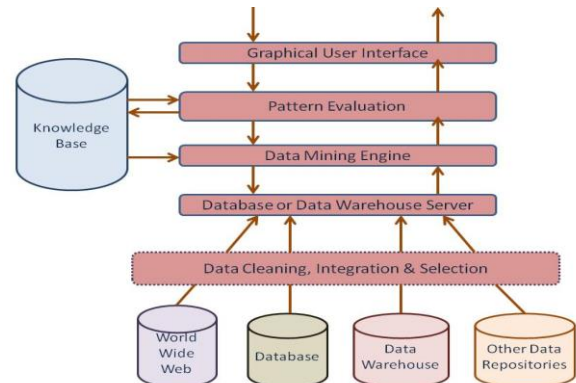 Graphical User Interface
Pattern Evaluation
Knowledge
Base
Data Mining Engine
Database or Data Warehouse Server
Data Cleaning, Integration & Selection
World
Wide
Web
Database
Data
Warehouse
Other Data
Repositories